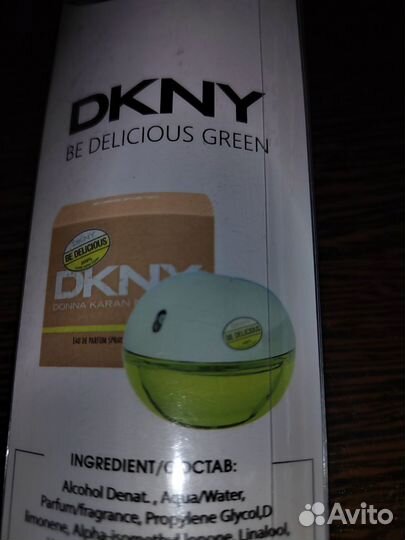 DKNY
BE DELICIOUS GREEN
DKNY
BE DELICIOUS
100%
DKNY
DONNA KARAN
EAU DE PARFUM SPRAY
BE DELICIOUS
INGREDIENT/СОСТАВ:
Alcohol Denat. , Aqua/Water,
Parfum/fragrance, Propylene Glycol,D
limonene, Alpha-isomethyl Ionone, Linalool,
Avito